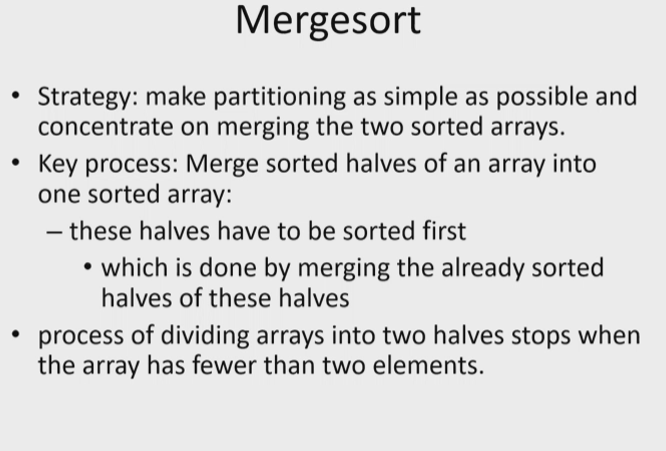 Mergesort
• Strategy: make partitioning as simple as possible and
concentrate on merging the two sorted arrays.
• Key process: Merge sorted halves of an array into
one sorted array:
– these halves have to be sorted first
• which is done by merging the already sorted
halves of these halves
• process of dividing arrays into two halves stops when
the array has fewer than two elements.